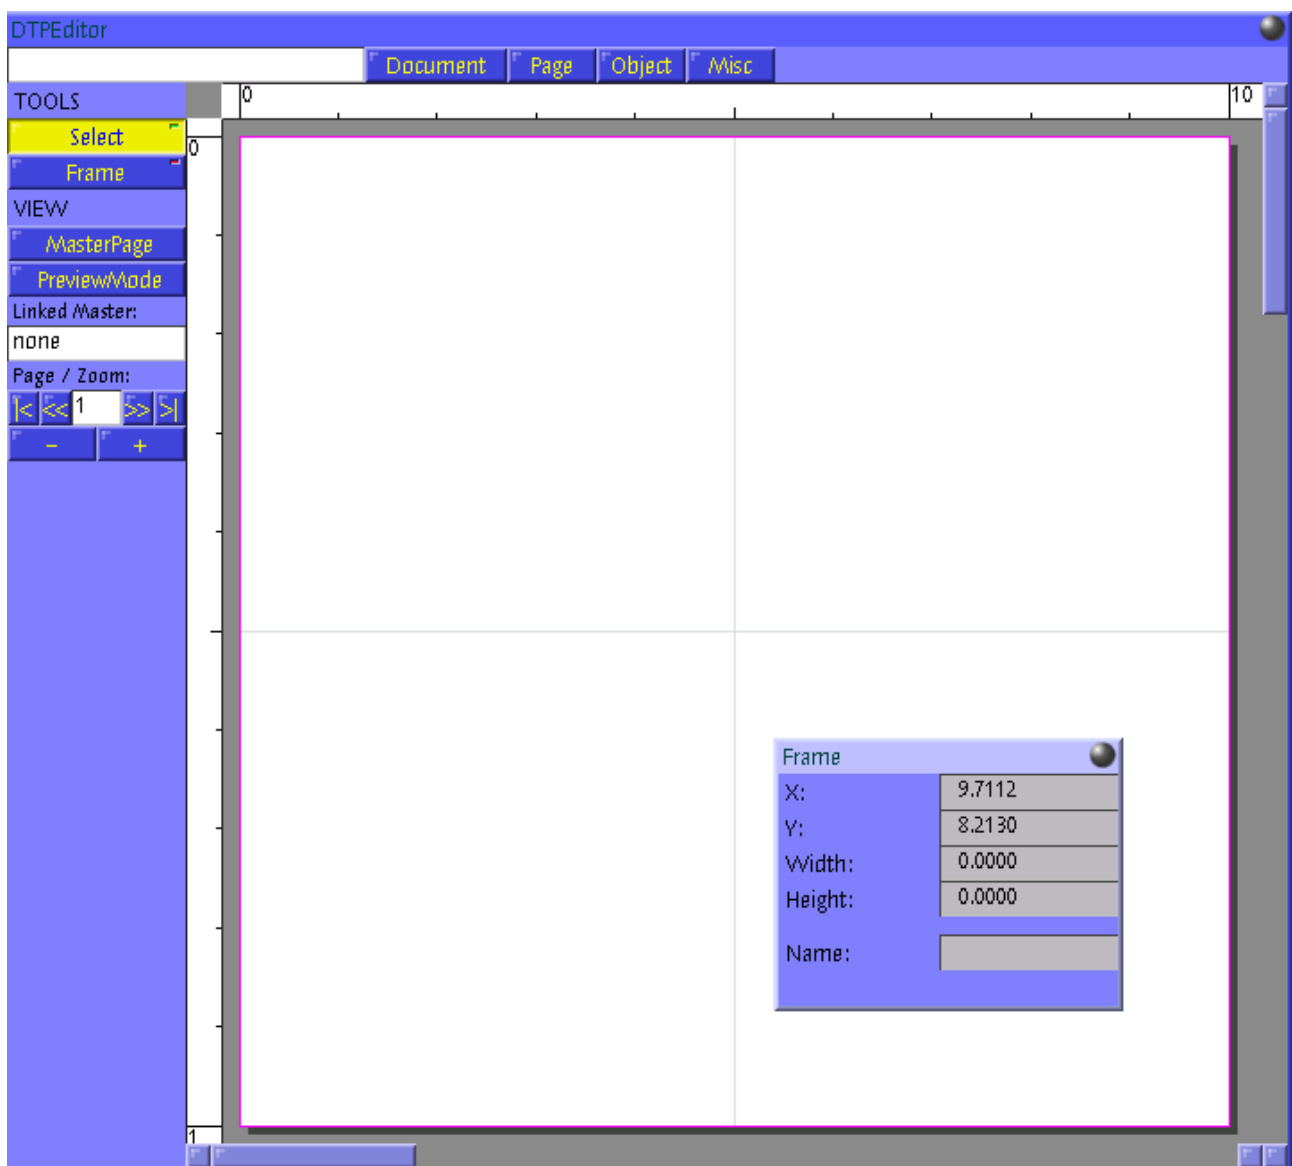 DTPEditor
Document Page Object Misc
TOOLS
0 10
Select
0
Frame
VIEW
MasterPage
PreviewMode
Linked Master:
none
Page / Zoom:
|< << 1 >> >|
- +
Frame
X: 9.7112
Y: 8.2130
Width: 0.0000
Height: 0.0000
Name:
1